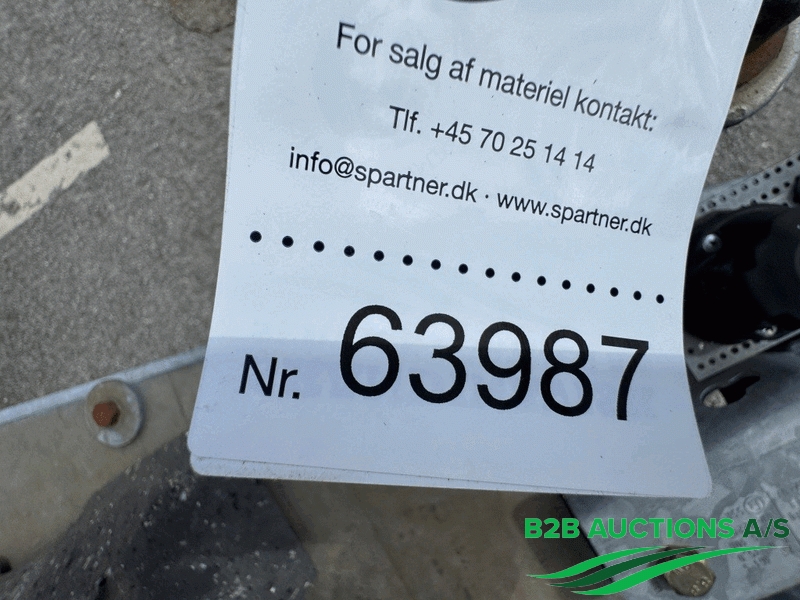 For salg af materiel kontakt:
Tlf. +45 70 25 14 14
info@spartner.dk · www.spartner.dk
Nr. 63987
B2B AUCTIONS A/S